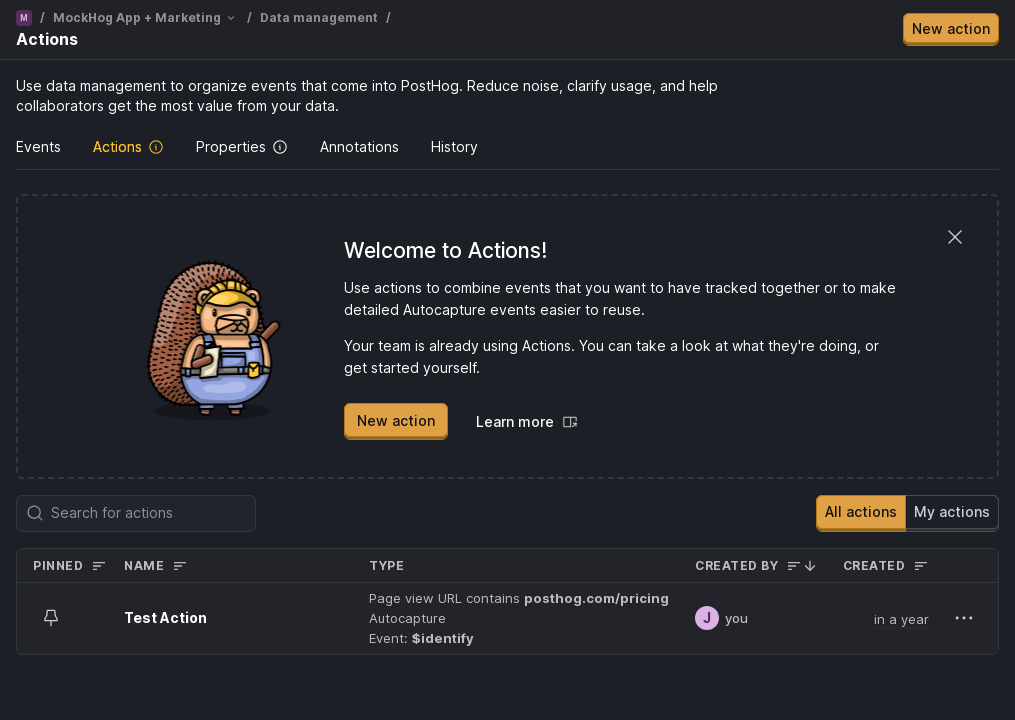 M / MockHog App + Marketing / Data management /
Actions
New action
Use data management to organize events that come into PostHog. Reduce noise, clarify usage, and help
collaborators get the most value from your data.
Events Actions Properties Annotations History
Welcome to Actions!
Use actions to combine events that you want to have tracked together or to make
detailed Autocapture events easier to reuse.
Your team is already using Actions. You can take a look at what they're doing, or
get started yourself.
New action Learn more
Search for actions
All actions My actions
PINNED NAME TYPE CREATED BY CREATED
Page view URL contains posthog.com/pricing
Test Action Autocapture J you in a year
Event: $identify